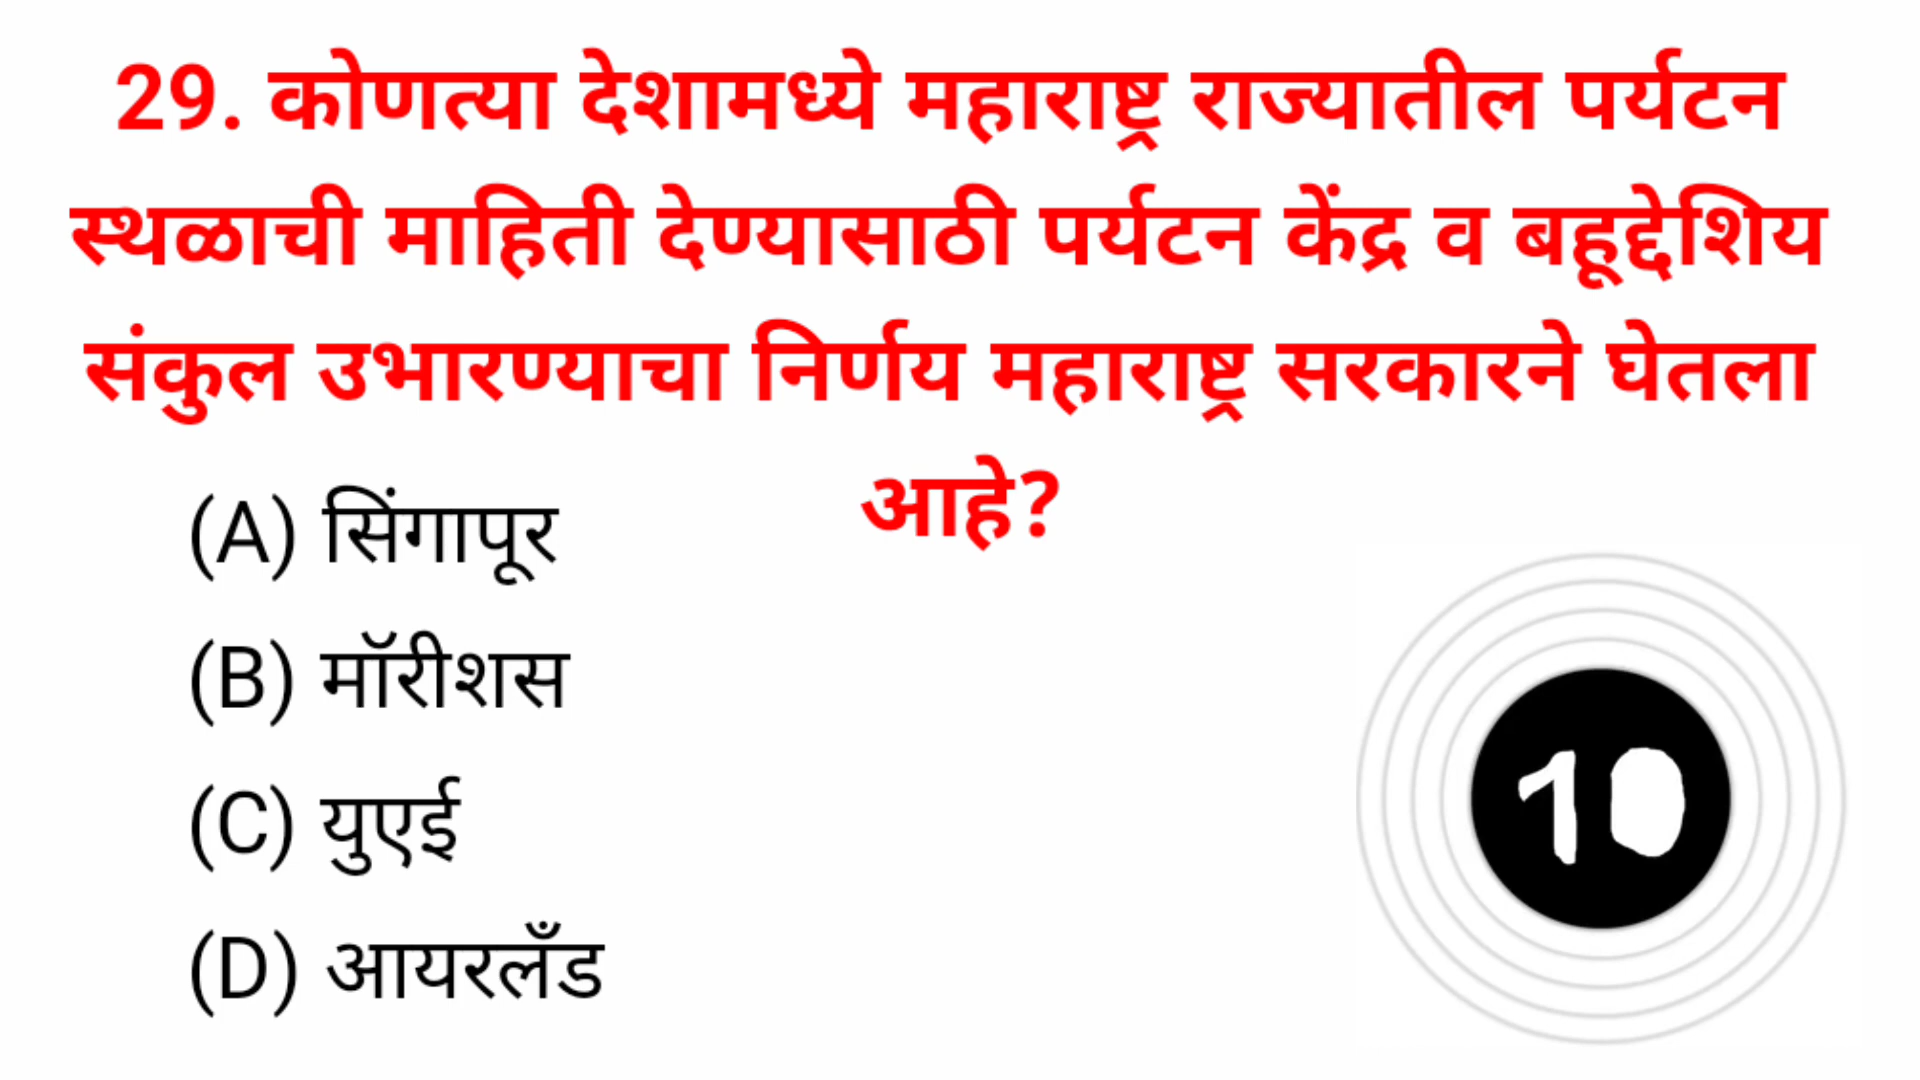 29. कोणत्या देशामध्ये महाराष्ट्र राज्यातील पर्यटन
स्थळाची माहिती देण्यासाठी पर्यटन केंद्र व बहूद्देशिय
संकुल उभारण्याचा निर्णय महाराष्ट्र सरकारने घेतला
आहे?
(A) सिंगापूर
(B) मॉरीशस
(C) युएई
(D) आयरलँड
10